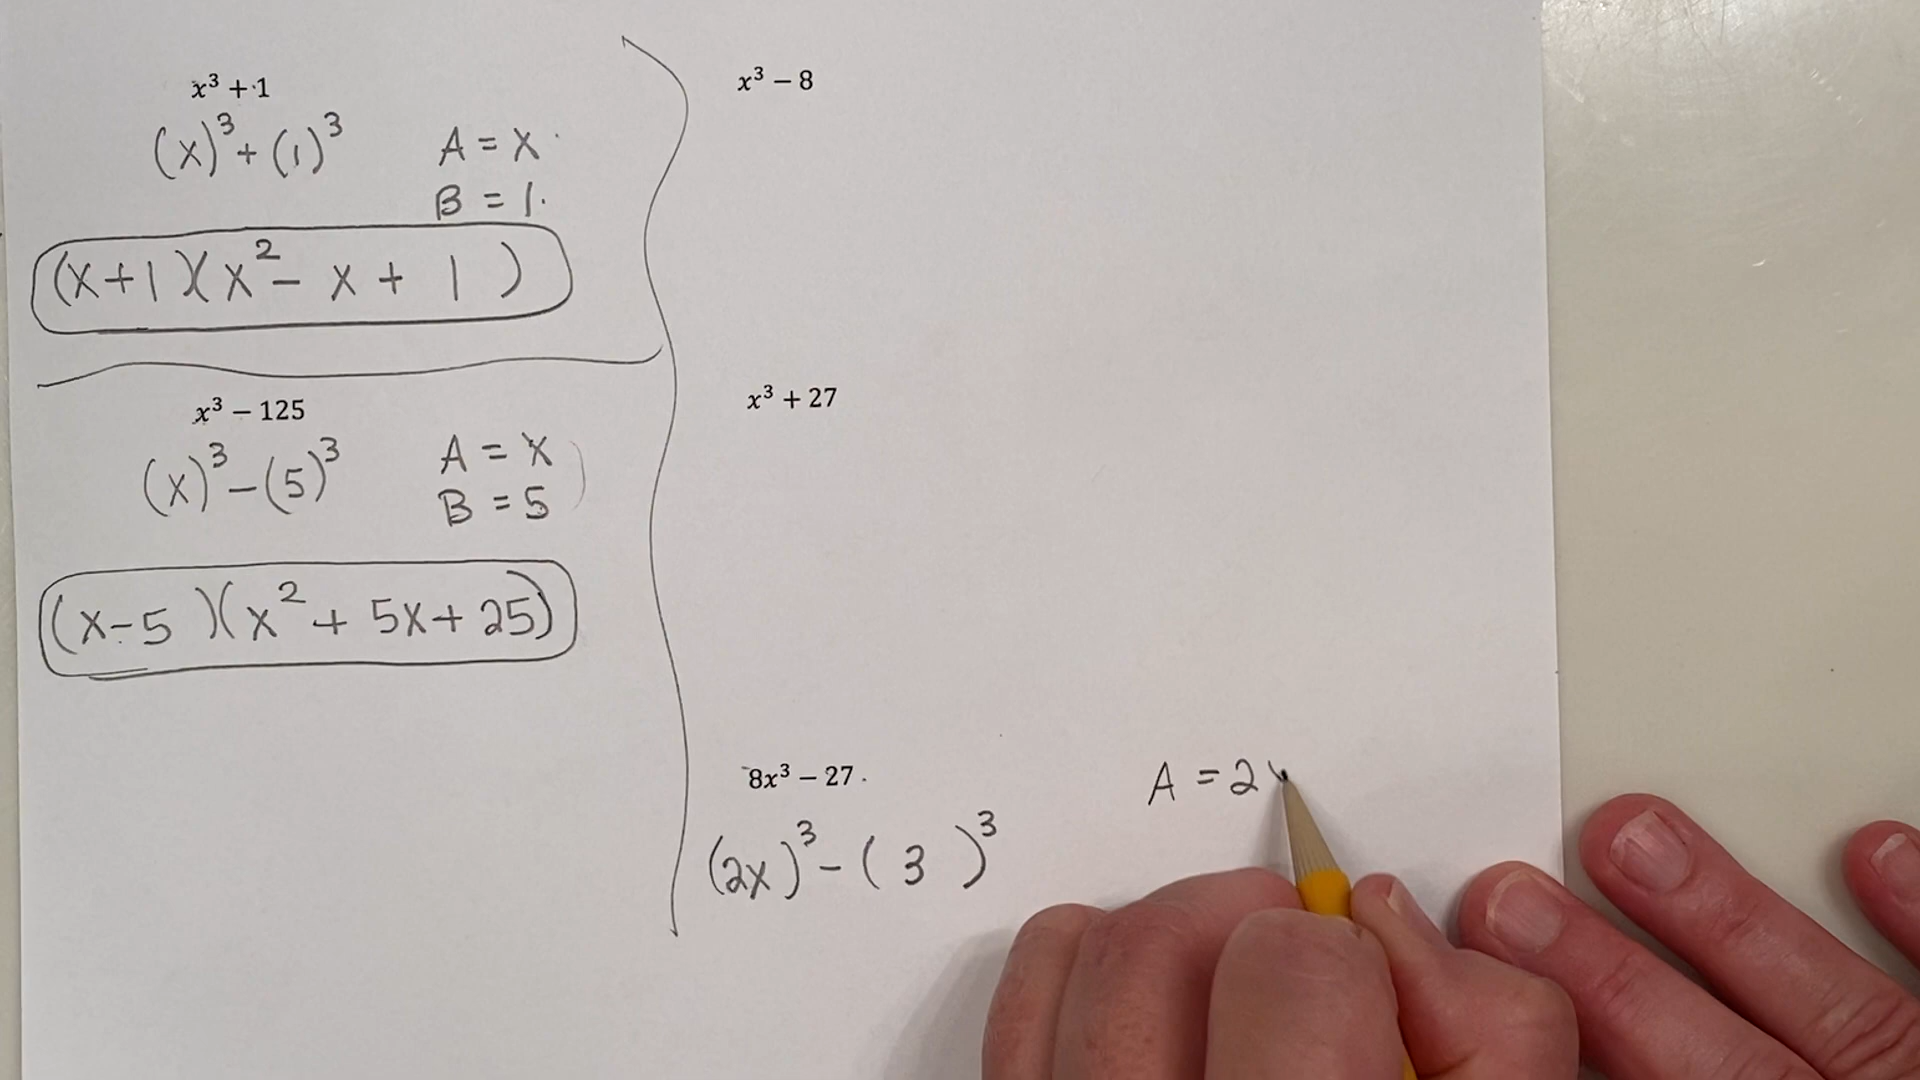 x³ + 1
(x)³ + (1)³
A = x
B = 1
(x+1)(x² - x + 1)
x³ – 125
(x)³ - (5)³
A = x
B = 5
(x-5)(x² + 5x + 25)
x³ – 8
x³ + 27
8x³ – 27
(2x)³ - (3)³
A = 2x